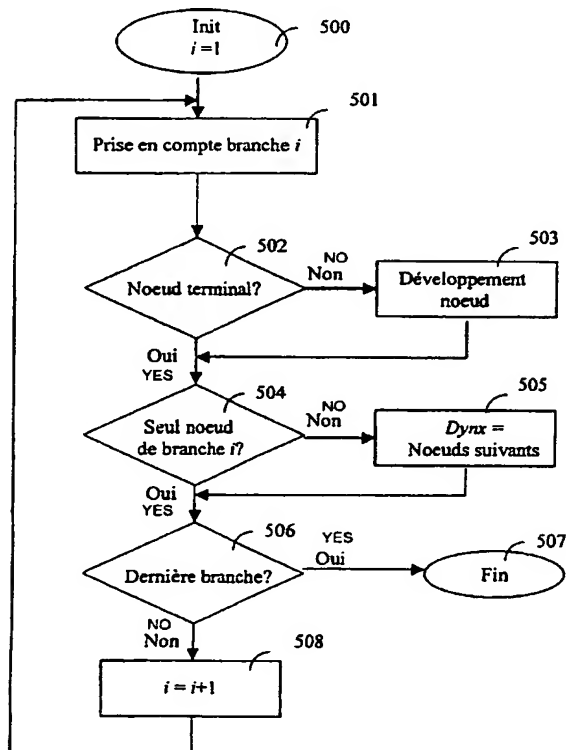 Init
i =1
500
501
Prise en compte branche i
502
Noeud terminal?
NO
Non
503
Développement
noeud
Oui
YES
504
Seul noeud
de branche i?
NO
Non
505
Dynx =
Noeuds suivants
Oui
YES
506
Dernière branche?
YES
Oui
507
Fin
NO
Non
508
i = i+1